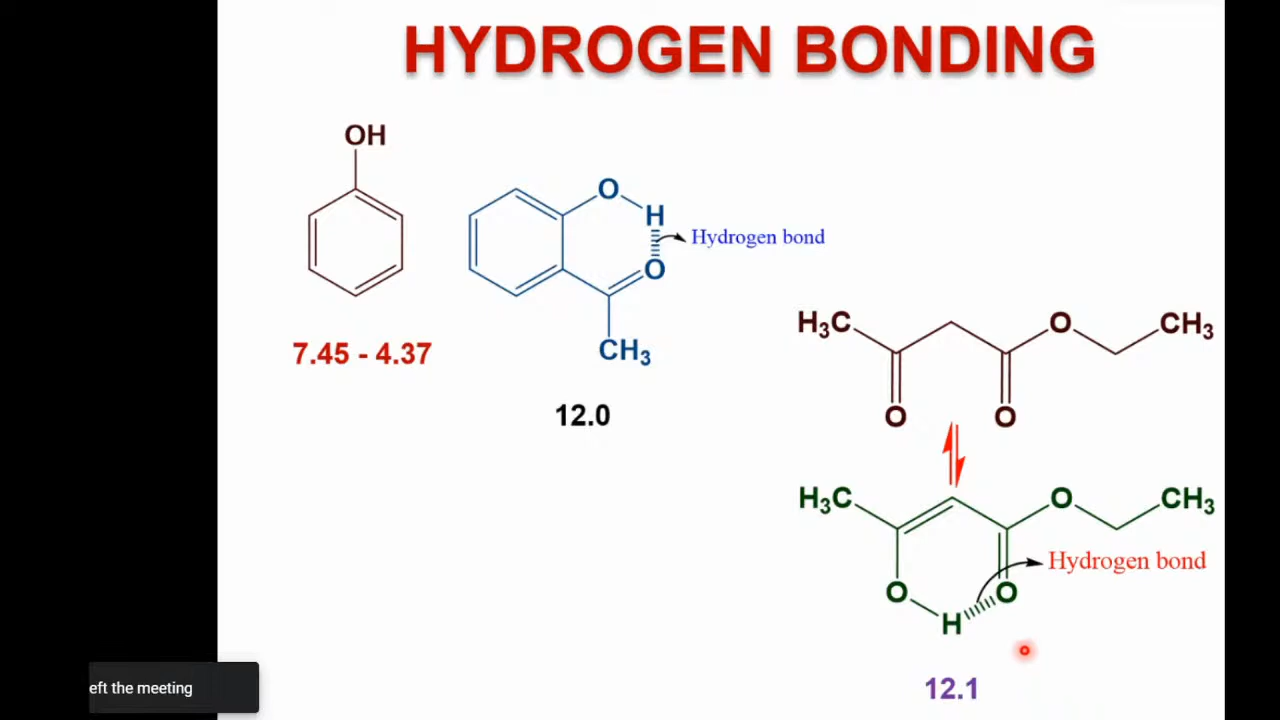 HYDROGEN BONDING
OH
7.45 - 4.37
O
H
Hydrogen bond
O
CH₃
12.0
H₃C
O
CH₃
O
O
H₃C
O
CH₃
Hydrogen bond
O
O
H
12.1
eft the meeting